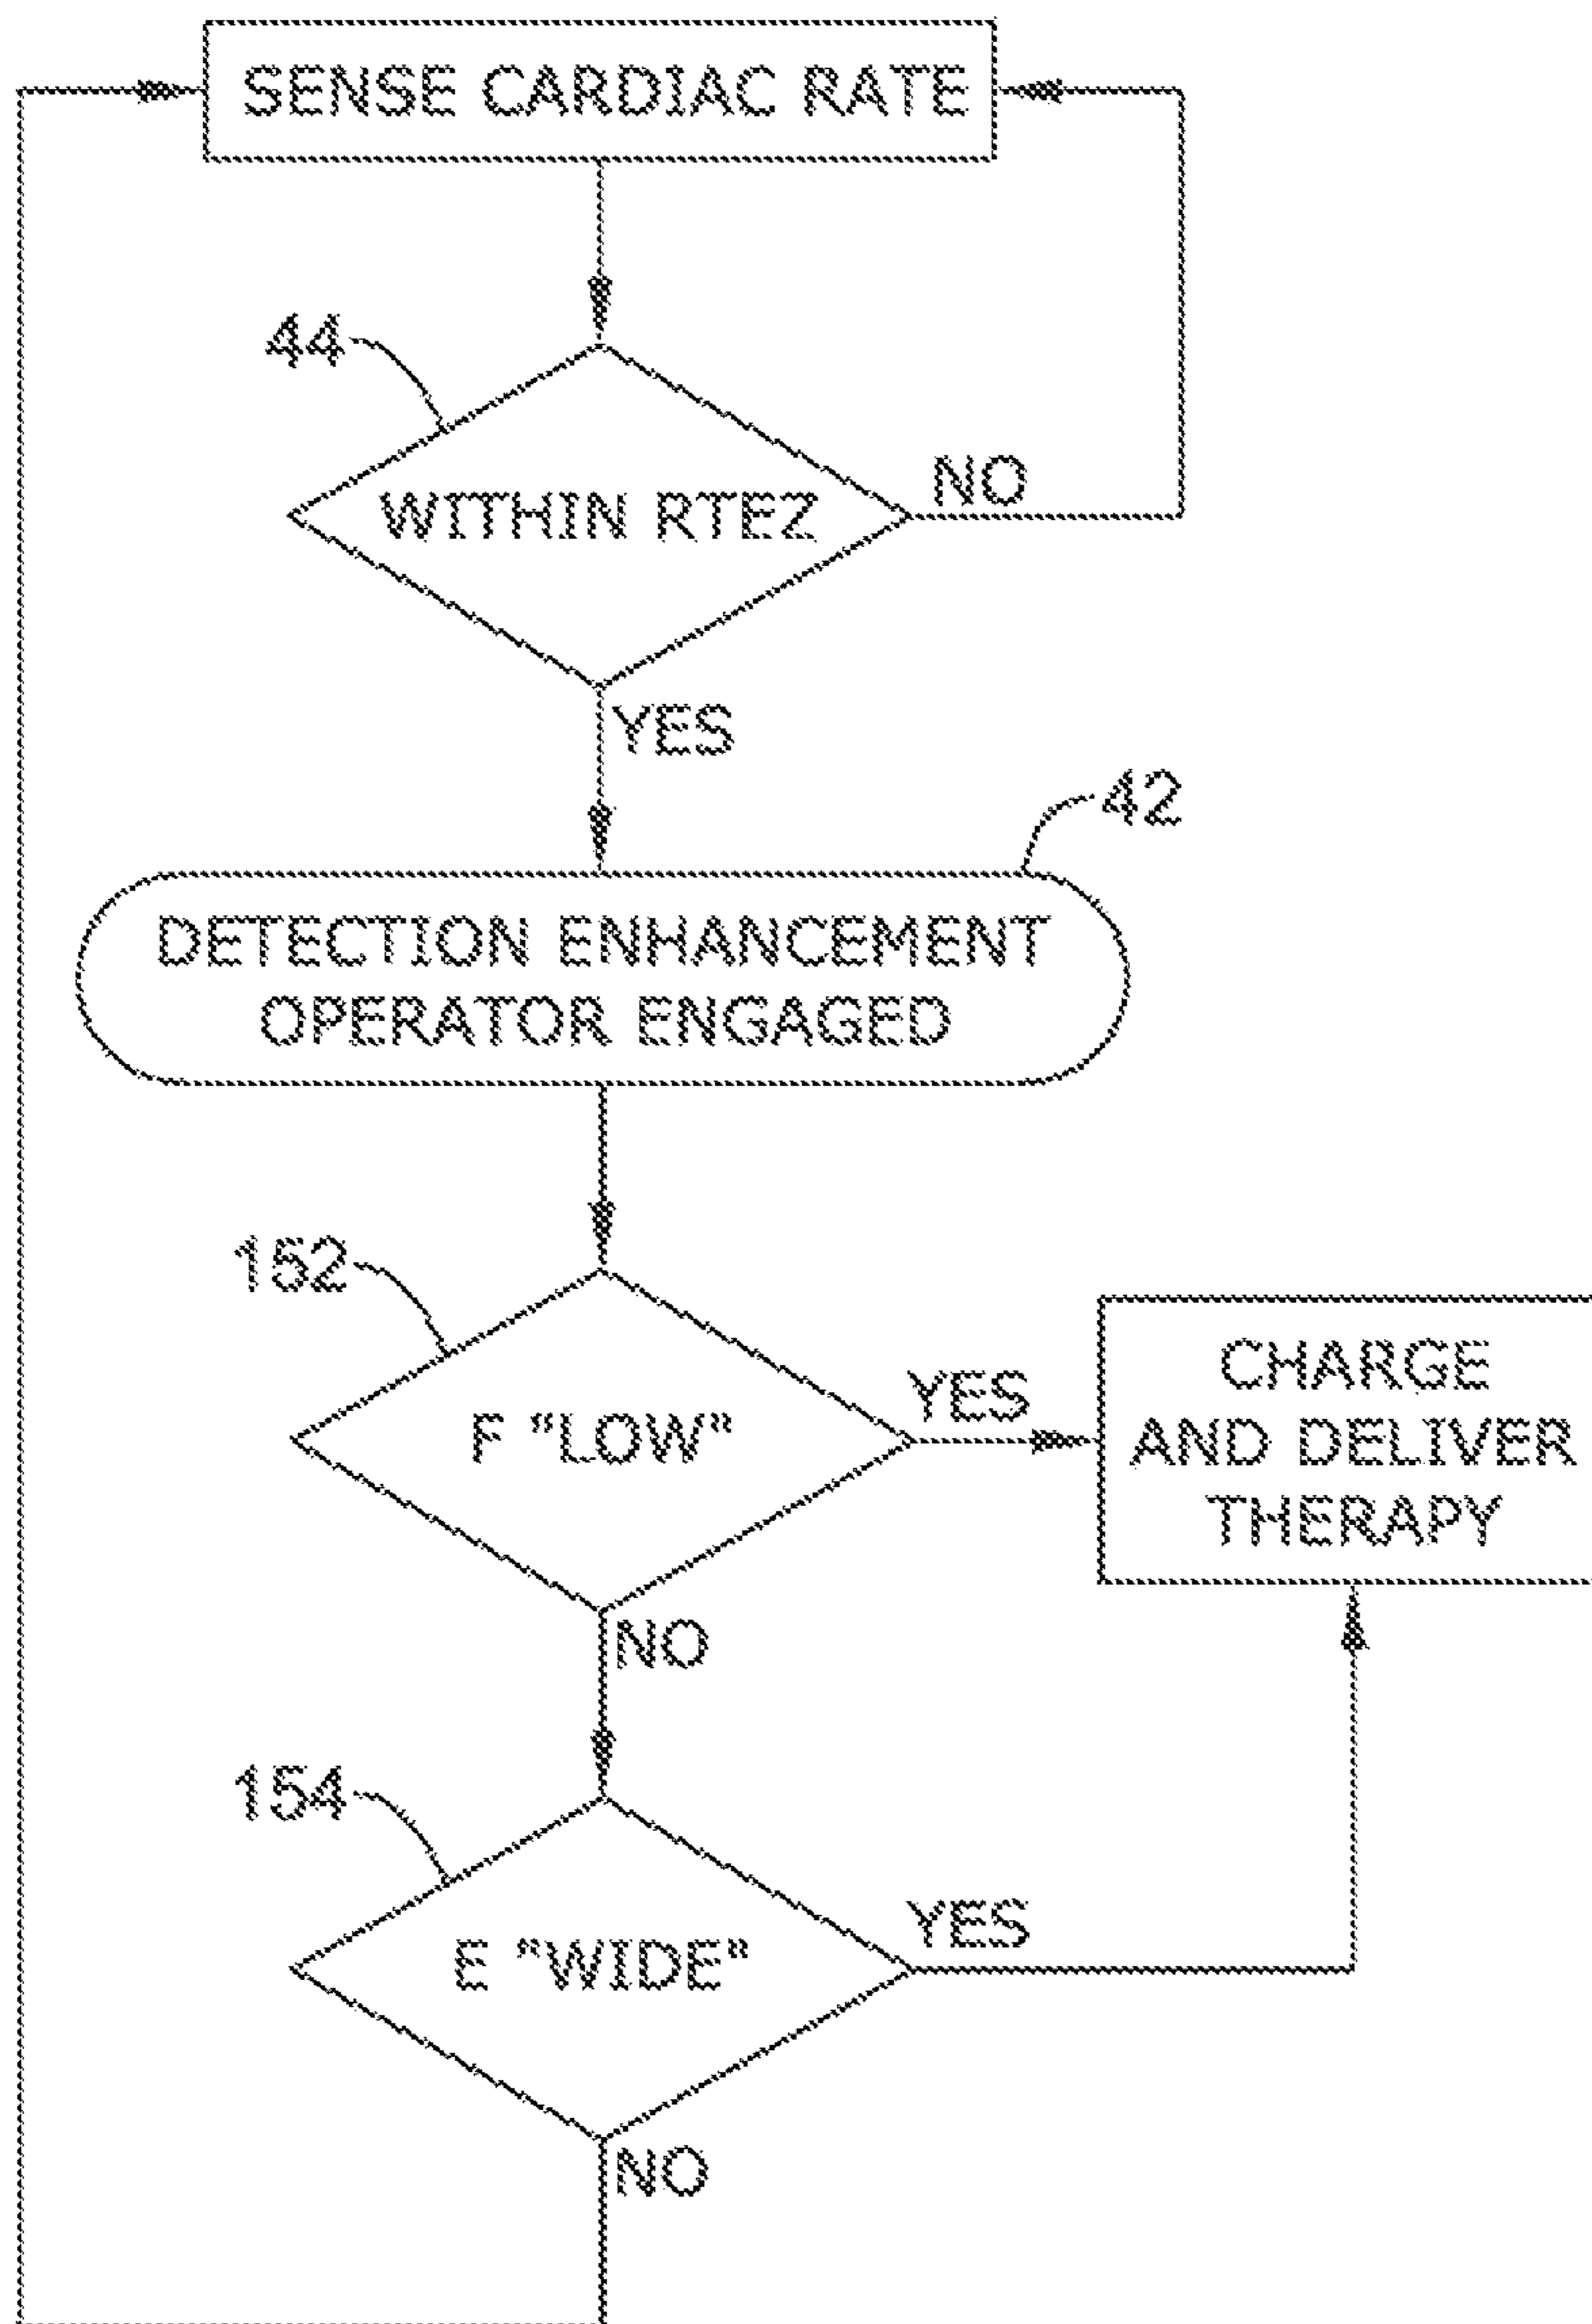 SENSE CARDIAC RATE
44
WITHIN RTEZ
NO
YES
42
DETECTION ENHANCEMENT
OPERATOR ENGAGED
152
F "LOW"
YES
CHARGE
AND DELIVER
THERAPY
NO
154
E "WIDE"
YES
NO